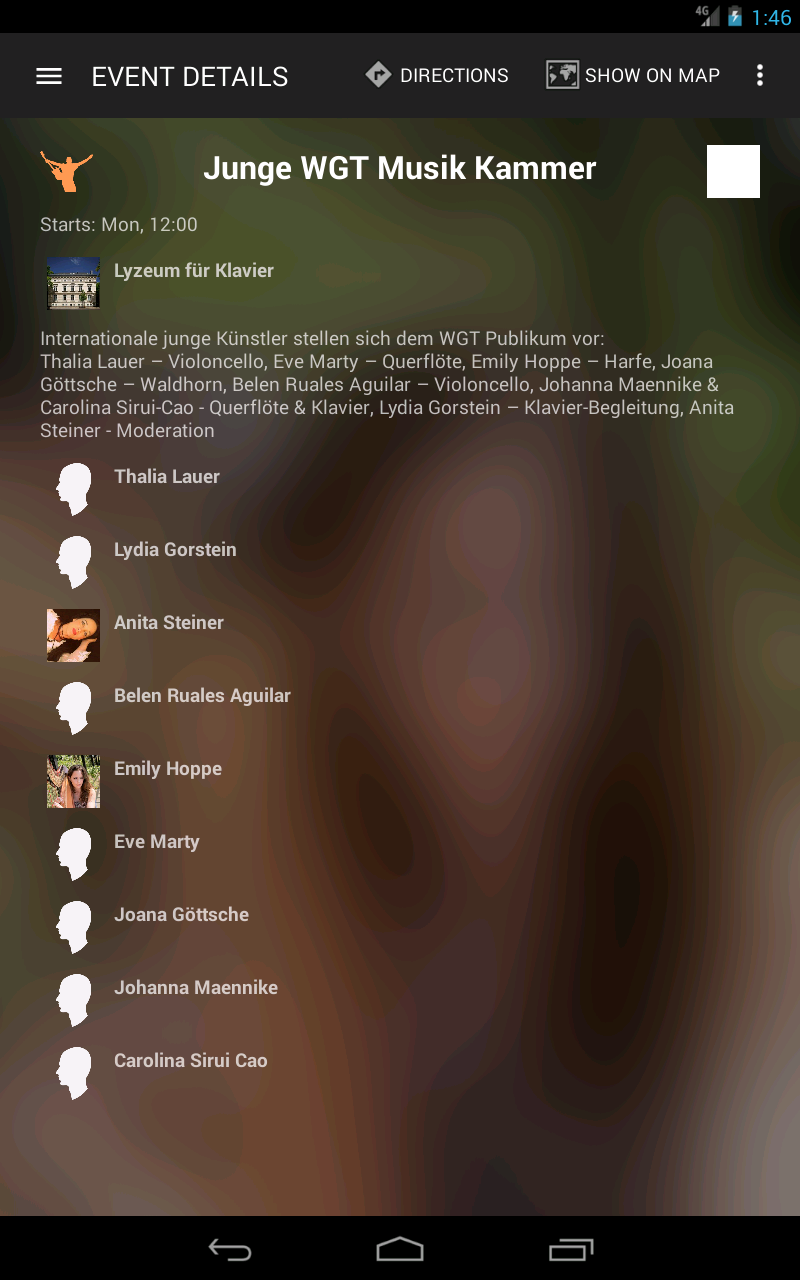 4G 1:46
EVENT DETAILS DIRECTIONS SHOW ON MAP
Junge WGT Musik Kammer
Starts: Mon, 12:00
Lyzeum für Klavier
Internationale junge Künstler stellen sich dem WGT Publikum vor:
Thalia Lauer – Violoncello, Eve Marty – Querflöte, Emily Hoppe – Harfe, Joana
Göttsche – Waldhorn, Belen Ruales Aguilar – Violoncello, Johanna Maennike &
Carolina Sirui-Cao - Querflöte & Klavier, Lydia Gorstein – Klavier-Begleitung, Anita
Steiner - Moderation
Thalia Lauer
Lydia Gorstein
Anita Steiner
Belen Ruales Aguilar
Emily Hoppe
Eve Marty
Joana Göttsche
Johanna Maennike
Carolina Sirui Cao